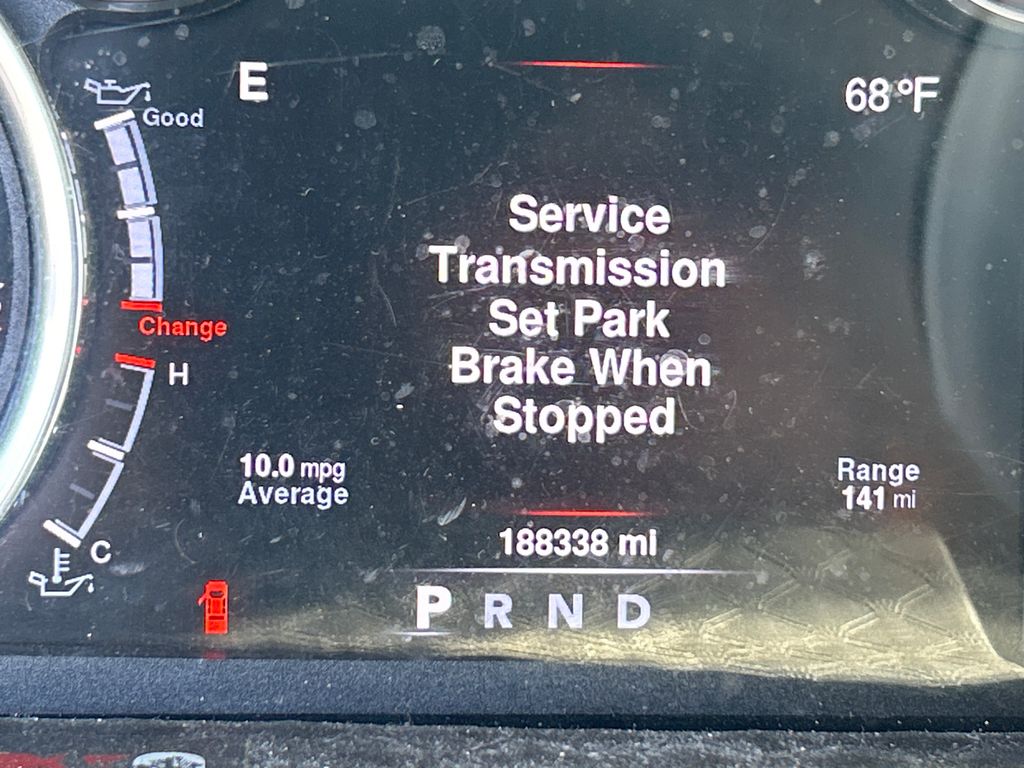 E
68 °F
Good
Service
Transmission
Set Park
Brake When
Stopped
Change
H
10.0 mpg
Average
Range
141 mi
188338 mi
C
P R N D